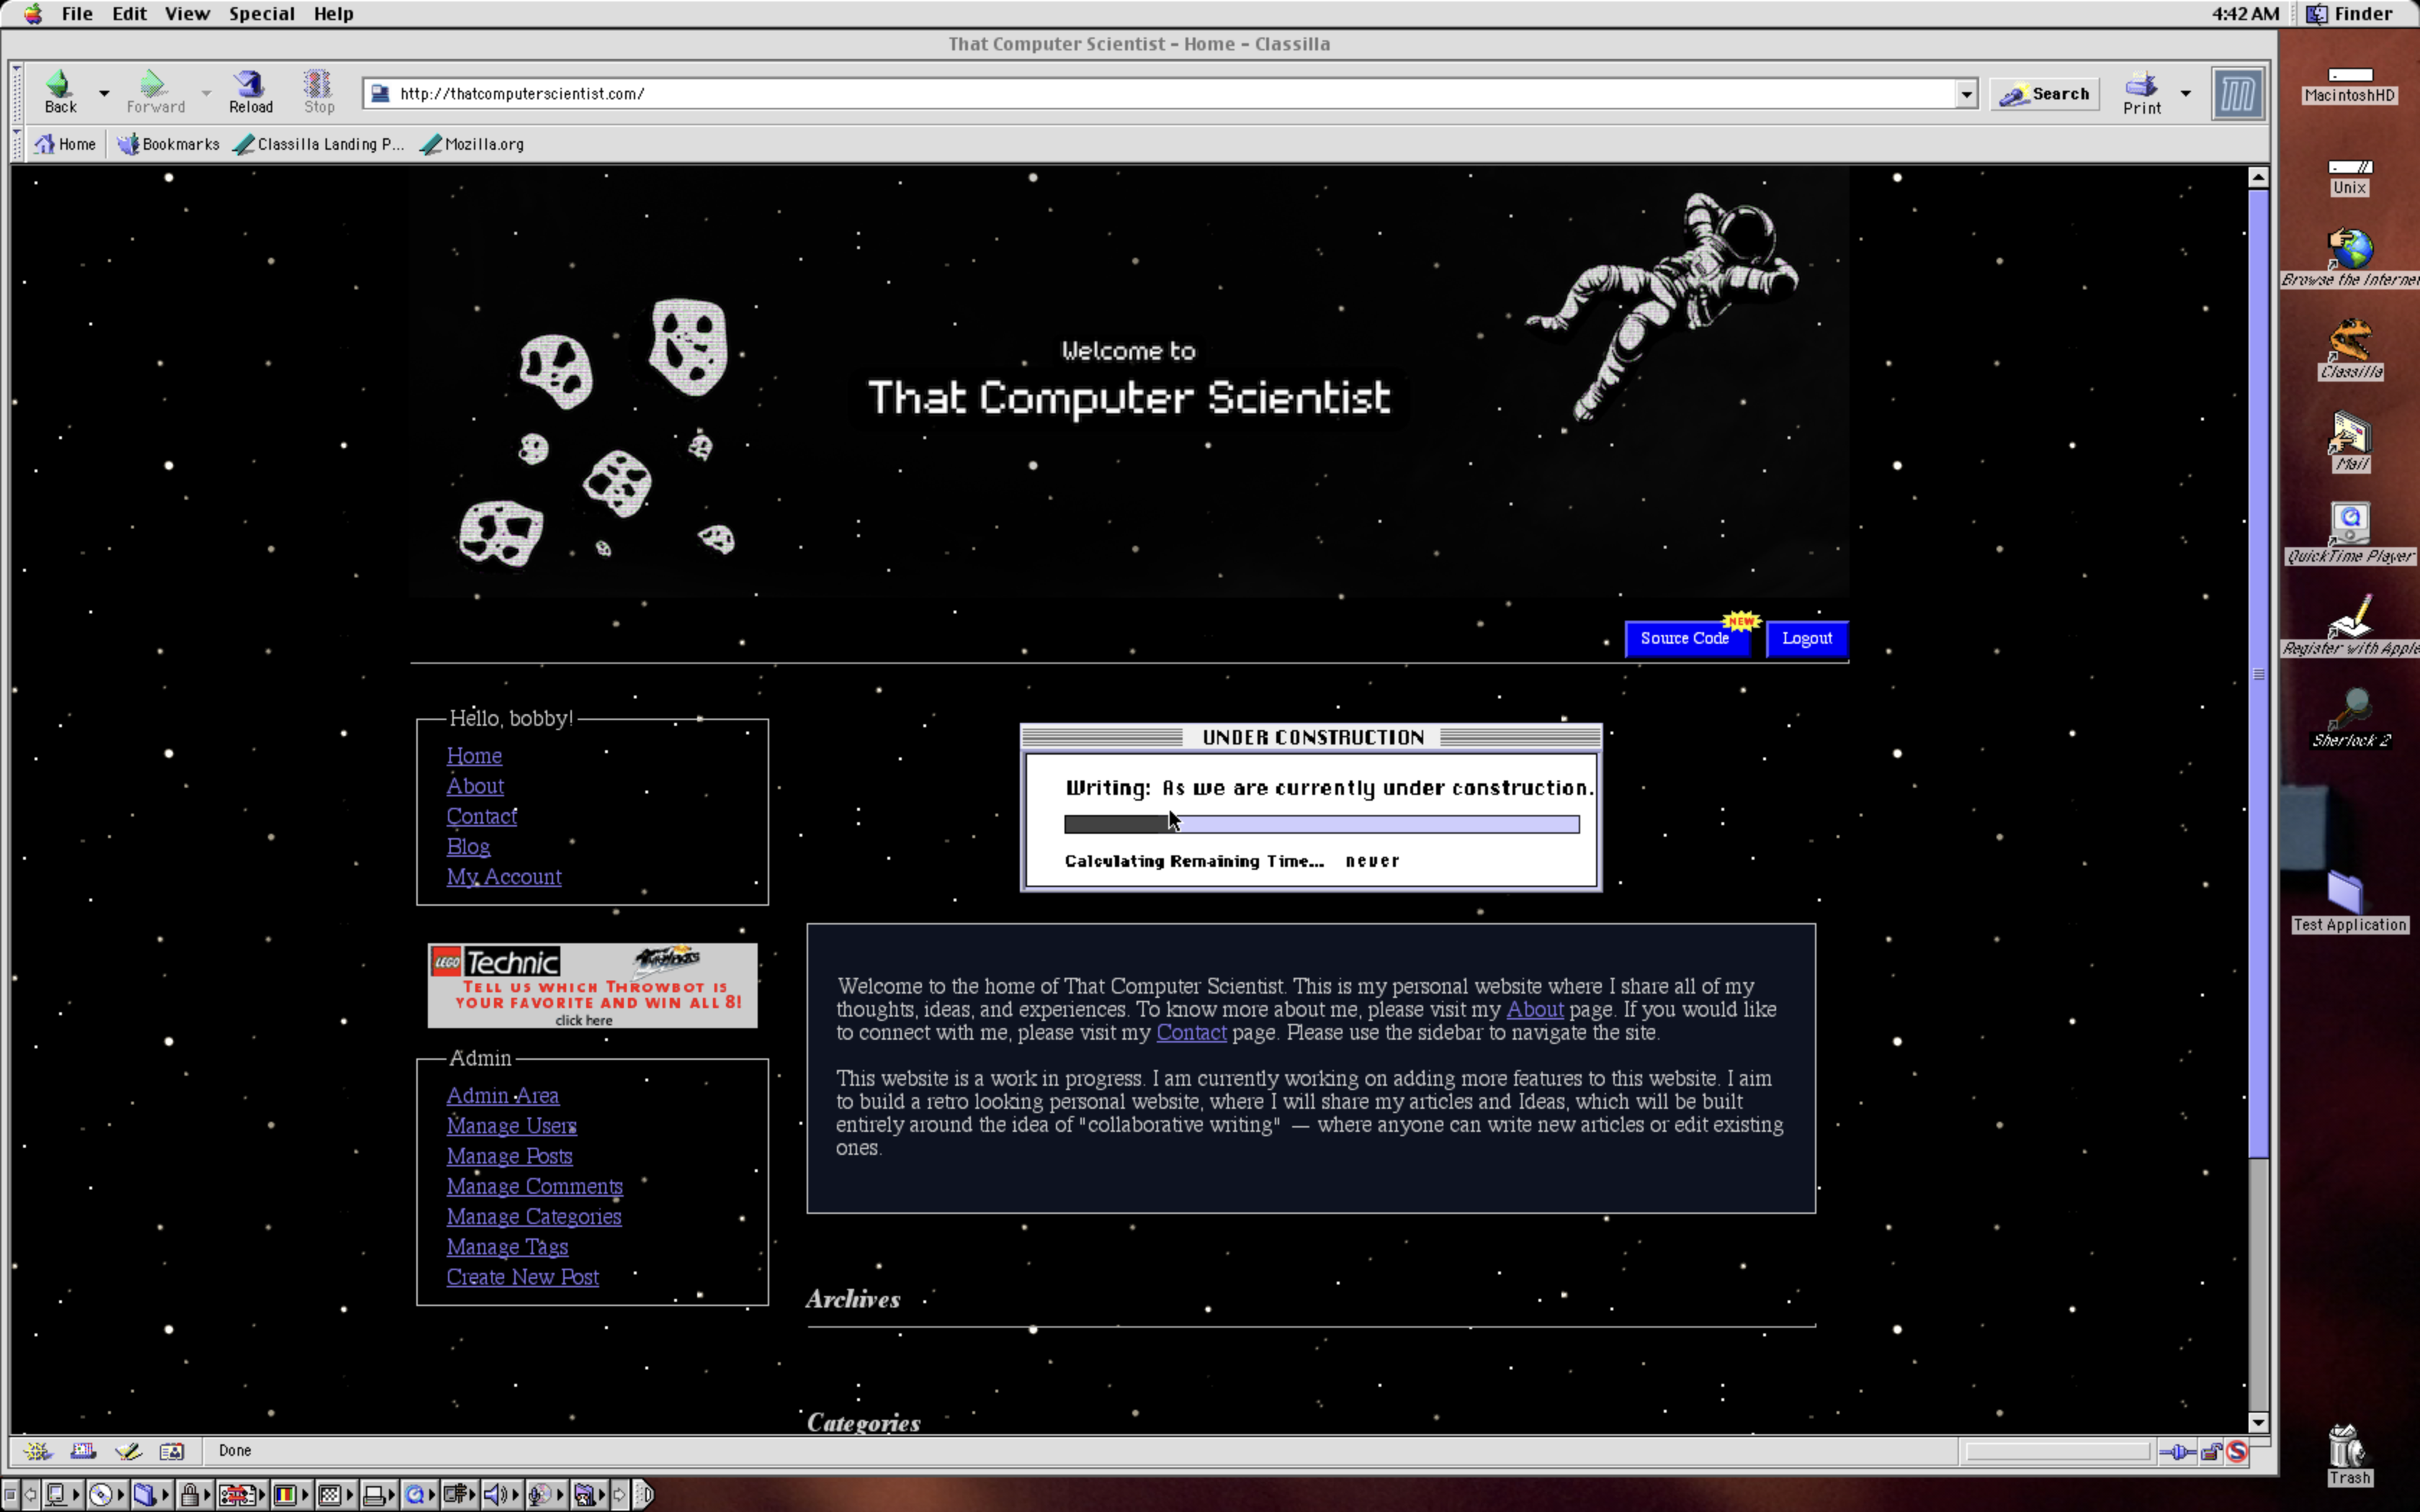 File Edit View Special Help
4:42 AM Finder
That Computer Scientist - Home - Classilla
Back Forward Reload Stop
http://thatcomputerscientist.com/
Search Print
Home Bookmarks Classilla Landing P... Mozilla.org
Welcome to
That Computer Scientist
Source Code NEW Logout
Hello, bobby!
Home
About
Contact
Blog
My Account
LEGO Technic
TELL US WHICH THROWBOT IS
YOUR FAVORITE AND WIN ALL 8!
click here
Admin
Admin Area
Manage Users
Manage Posts
Manage Comments
Manage Categories
Manage Tags
Create New Post
UNDER CONSTRUCTION
Writing: As we are currently under construction.
Calculating Remaining Time... never
Welcome to the home of That Computer Scientist. This is my personal website where I share all of my
thoughts, ideas, and experiences. To know more about me, please visit my About page. If you would like
to connect with me, please visit my Contact page. Please use the sidebar to navigate the site.
This website is a work in progress. I am currently working on adding more features to this website. I aim
to build a retro looking personal website, where I will share my articles and Ideas, which will be built
entirely around the idea of "collaborative writing" — where anyone can write new articles or edit existing
ones.
Archives
Categories
Done
MacintoshHD
Unix
Browse the Internet
Classilla
Mail
QuickTime Player
Register with Apple
Sherlock 2
Test Application
Trash